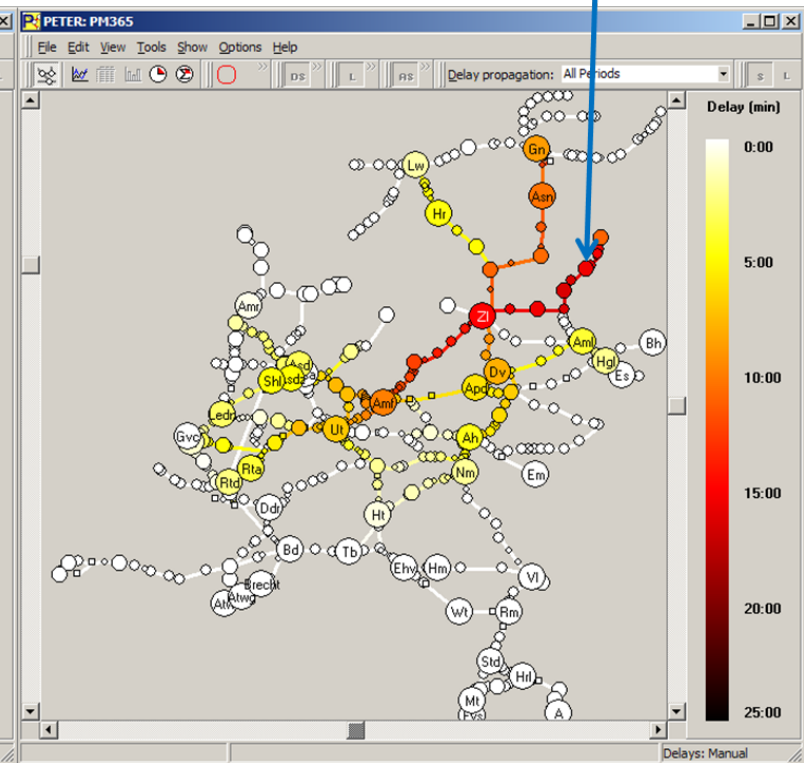 PETER: PM365
File Edit View Tools Show Options Help
DS L AS Delay propagation: All Periods S L
Delay (min)
0:00
5:00
10:00
15:00
20:00
25:00
Gn
Lw
Asn
Hr
Amr
Zl
Aml
Bh
Hgl
Es
Asd
Shl
Dv
Apd
Amf
Ledn
Ut
Gvc
Ah
Rta
Nm
Em
Rtd
Ddr
Ht
Bd
Tb
Ehv
Hm
Vl
Brecht
Atwg
Wt
Rm
Std
Hrl
Mt
A
Delays: Manual